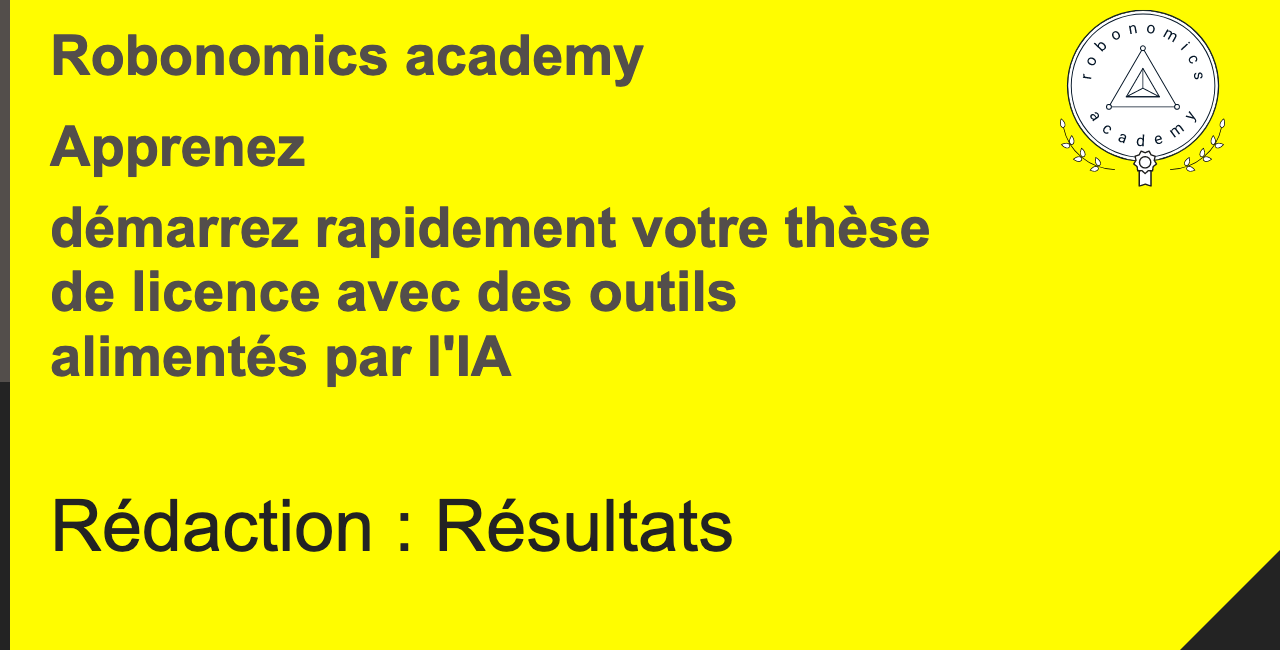 Robonomics academy
Apprenez
démarrez rapidement votre thèse
de licence avec des outils
alimentés par l'IA
Rédaction : Résultats
robonomics
academy